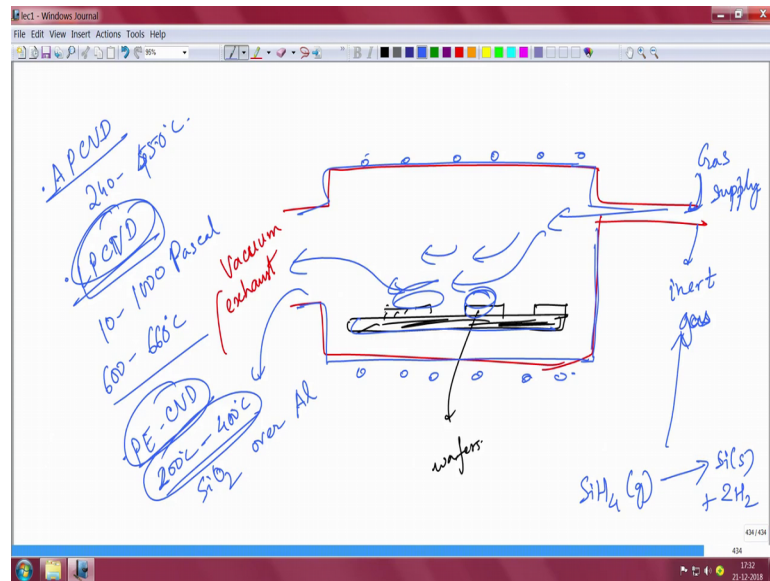 lec1 - Windows Journal
File Edit View Insert Actions Tools Help
96%
B I
. APCVD
240 - 450°C.
. LPCVD
10 - 1000 Pascal
600 - 660°C
. PE - CVD
200°C - 400°C
SiO2 over Al
Vacuum
exhaust
wafers.
Gas
supply
inert
gas
SiH4 (g) → Si(s)
+ 2H2
434/434
434
17:32
21-12-2018